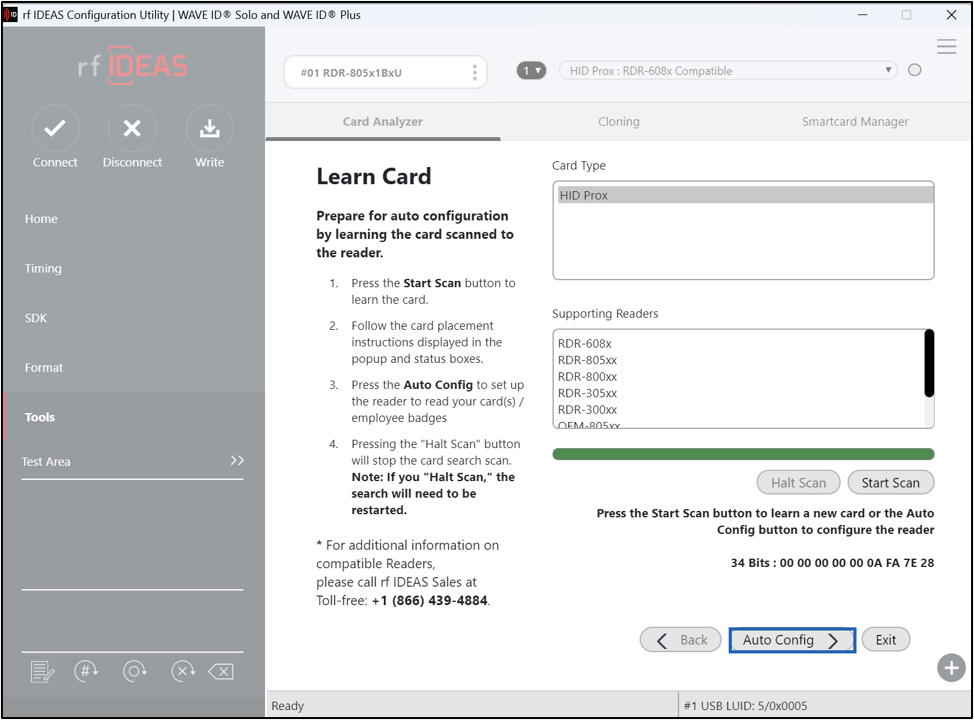 rf IDEAS Configuration Utility | WAVE ID® Solo and WAVE ID® Plus
rf IDEAS
Connect
Disconnect
Write
Home
Timing
SDK
Format
Tools
Test Area
#01 RDR-805x1BxU
1
HID Prox : RDR-608x Compatible
Card Analyzer
Cloning
Smartcard Manager
Learn Card
Prepare for auto configuration
by learning the card scanned to
the reader.
1. Press the Start Scan button to
learn the card.
2. Follow the card placement
instructions displayed in the
popup and status boxes.
3. Press the Auto Config to set up
the reader to read your card(s) /
employee badges
4. Pressing the "Halt Scan" button
will stop the card search scan.
Note: If you "Halt Scan," the
search will need to be
restarted.
* For additional information on
compatible Readers,
please call rf IDEAS Sales at
Toll-free: +1 (866) 439-4884.
Card Type
HID Prox
Supporting Readers
RDR-608x
RDR-805xx
RDR-800xx
RDR-305xx
RDR-300xx
OEM-805xx
Halt Scan
Start Scan
Press the Start Scan button to learn a new card or the Auto
Config button to configure the reader
34 Bits : 00 00 00 00 00 0A FA 7E 28
Back
Auto Config
Exit
Ready
#1 USB LUID: 5/0x0005